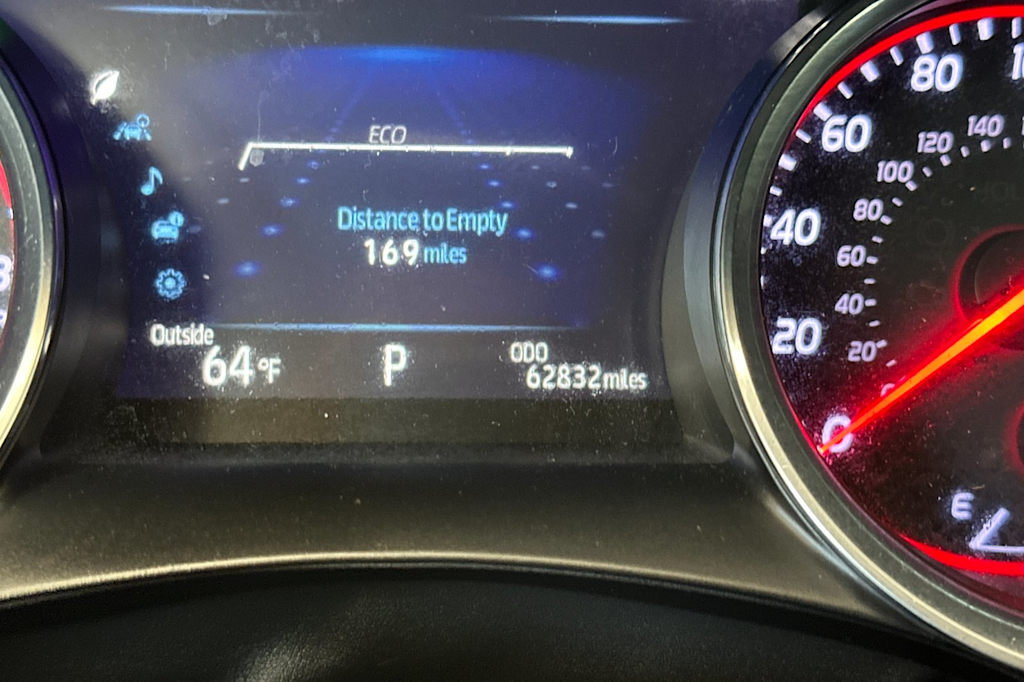 ECO
Distance to Empty
169 miles
Outside
64 °F
P
ODO
62832 miles
80
60
40
20
0
140
120
100
80
60
40
20
E